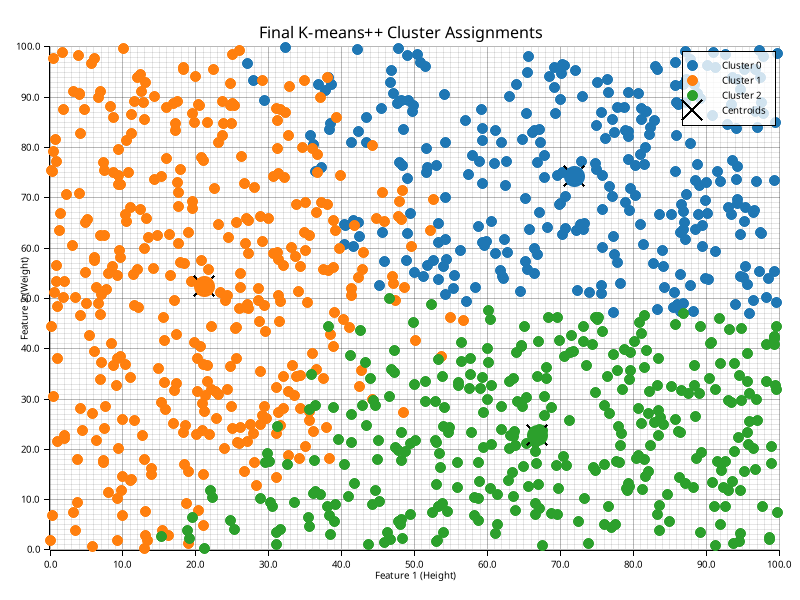 Final K-means++ Cluster Assignments
100.0
90.0
80.0
70.0
60.0
50.0
40.0
30.0
20.0
10.0
0.0
Feature 2 (Weight)
Cluster 0
Cluster 1
Cluster 2
Centroids
0.0 10.0 20.0 30.0 40.0 50.0 60.0 70.0 80.0 90.0 100.0
Feature 1 (Height)